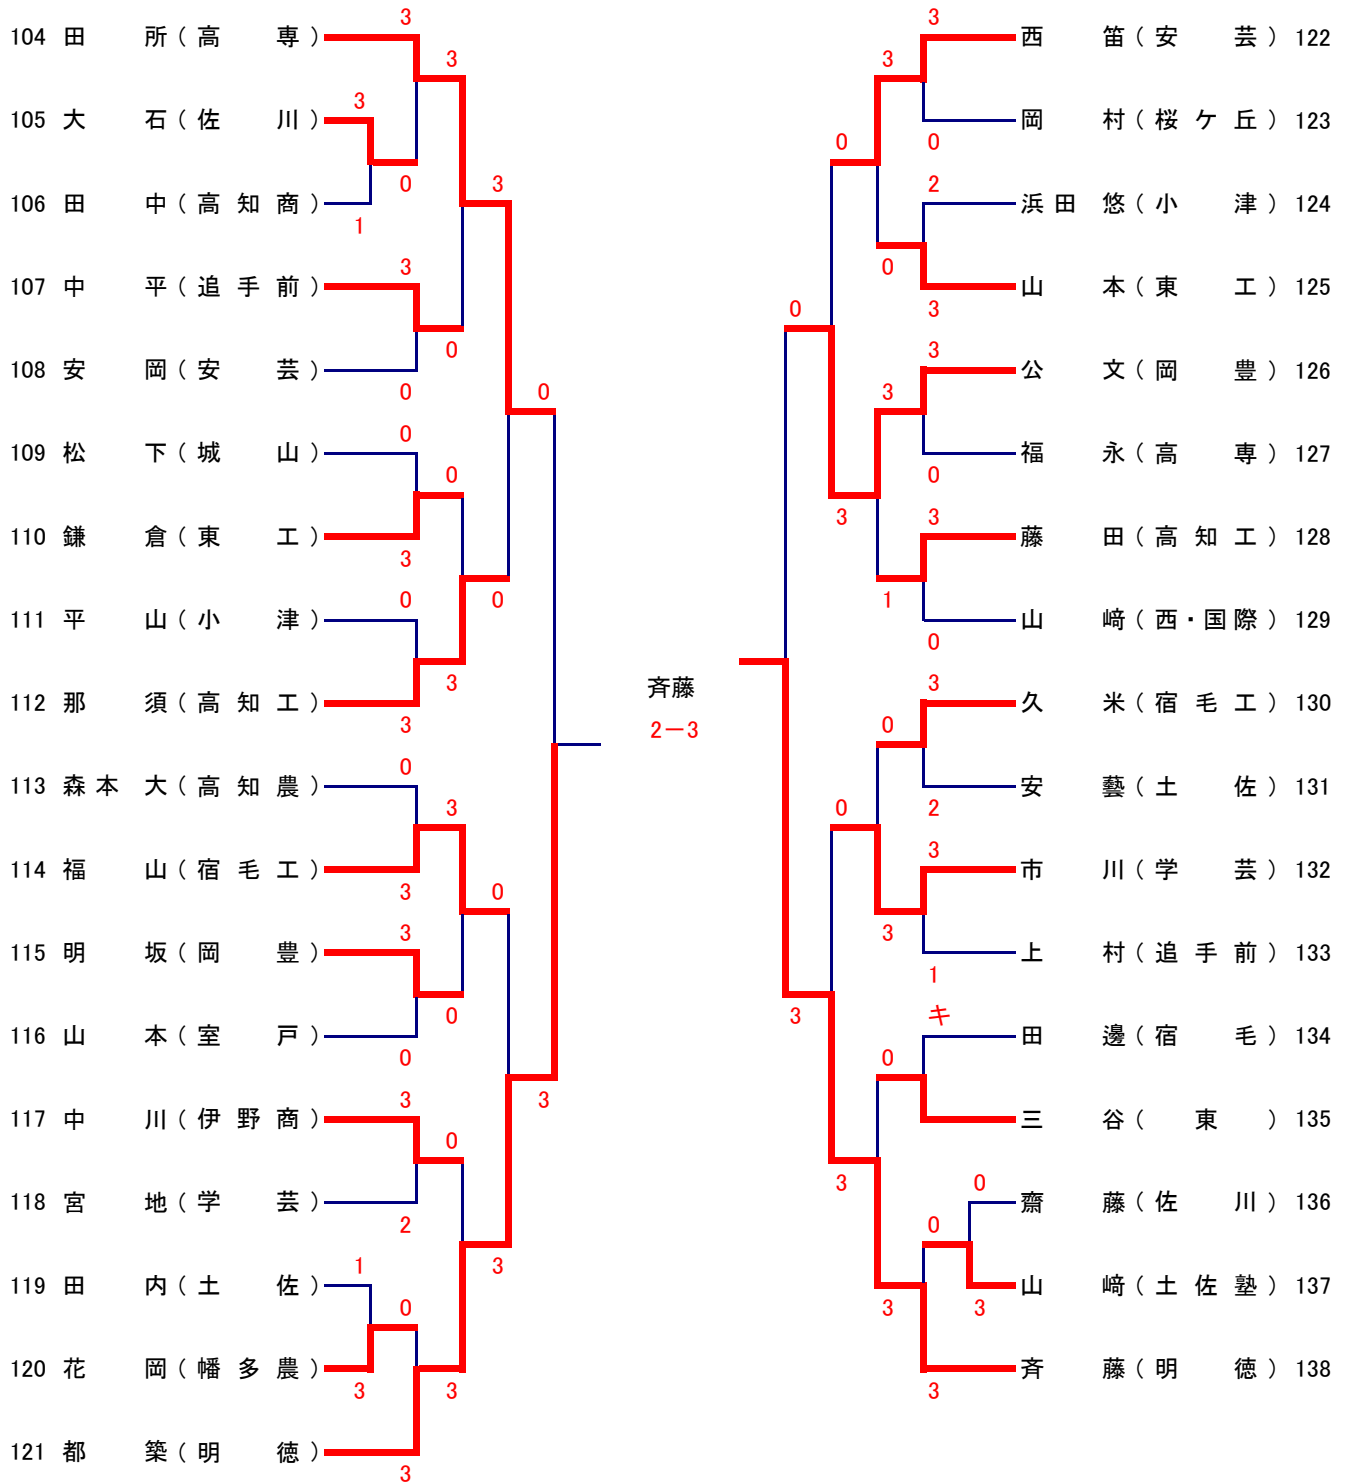 104 田 所 ( 高 専 )
3
3
105 大 石 ( 佐 川 )
3
0
106 田 中 ( 高 知 商 )
1
3
107 中 平 ( 追 手 前 )
3
0
108 安 岡 ( 安 芸 )
0
0
109 松 下 ( 城 山 )
0
0
110 鎌 倉 ( 東 工 )
3
111 平 山 ( 小 津 )
0
0
112 那 須 ( 高 知 工 )
3
3
113 森 本 大 ( 高 知 農 )
0
3
114 福 山 ( 宿 毛 工 )
3
0
115 明 坂 ( 岡 豊 )
3
0
116 山 本 ( 室 戸 )
0
117 中 川 ( 伊 野 商 )
3
3
0
118 宮 地 ( 学 芸 )
2
3
119 田 内 ( 土 佐 )
1
0
120 花 岡 ( 幡 多 農 )
3
3
121 都 築 ( 明 徳 )
3
斉藤
2－3
3
西 笛 ( 安 芸 ) 122
3
岡 村 ( 桜 ケ 丘 ) 123
0
0
2
浜 田 悠 ( 小 津 ) 124
0
山 本 ( 東 工 ) 125
3
0
3
公 文 ( 岡 豊 ) 126
3
福 永 ( 高 専 ) 127
0
3
3
藤 田 ( 高 知 工 ) 128
1
山 﨑 ( 西 ・ 国 際 ) 129
0
3
久 米 ( 宿 毛 工 ) 130
0
安 藝 ( 土 佐 ) 131
2
0
3
市 川 ( 学 芸 ) 132
3
上 村 ( 追 手 前 ) 133
1
3
キ
田 邊 ( 宿 毛 ) 134
0
三 谷 ( 東 ) 135
3
0
齋 藤 ( 佐 川 ) 136
0
山 﨑 ( 土 佐 塾 ) 137
3
3
斉 藤 ( 明 徳 ) 138
3